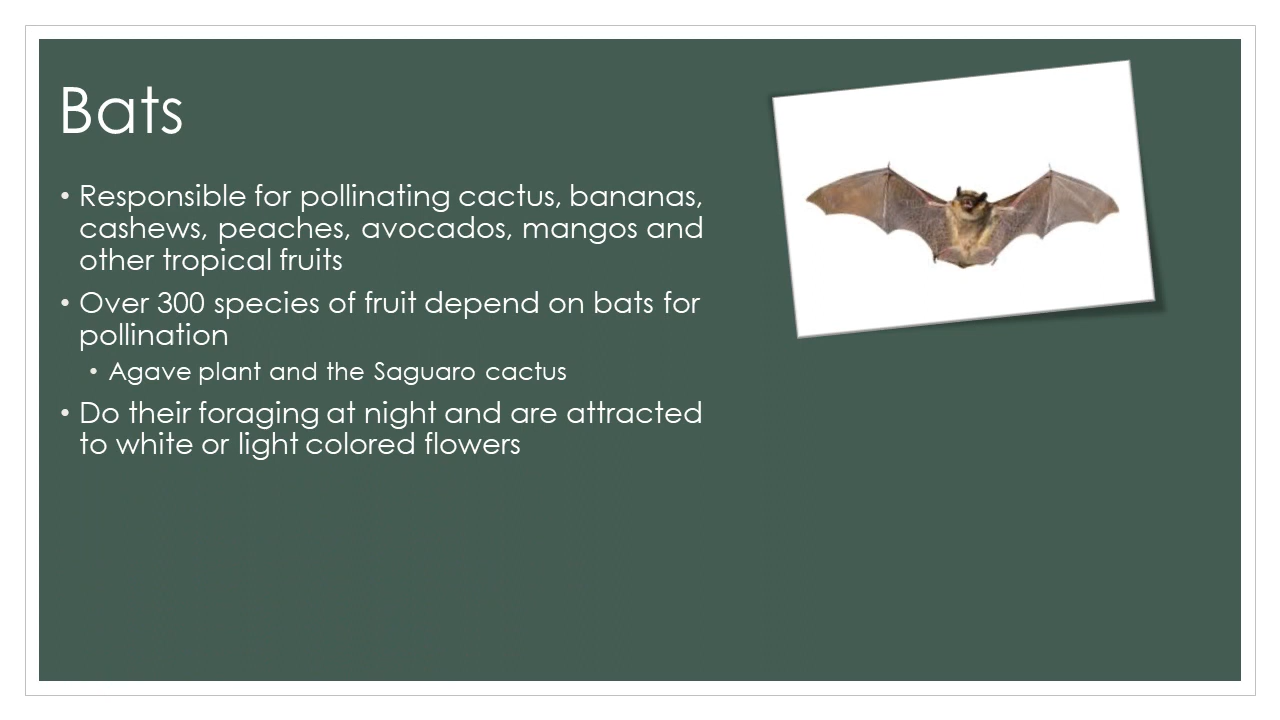 Bats
• Responsible for pollinating cactus, bananas,
cashews, peaches, avocados, mangos and
other tropical fruits
• Over 300 species of fruit depend on bats for
pollination
• Agave plant and the Saguaro cactus
• Do their foraging at night and are attracted
to white or light colored flowers